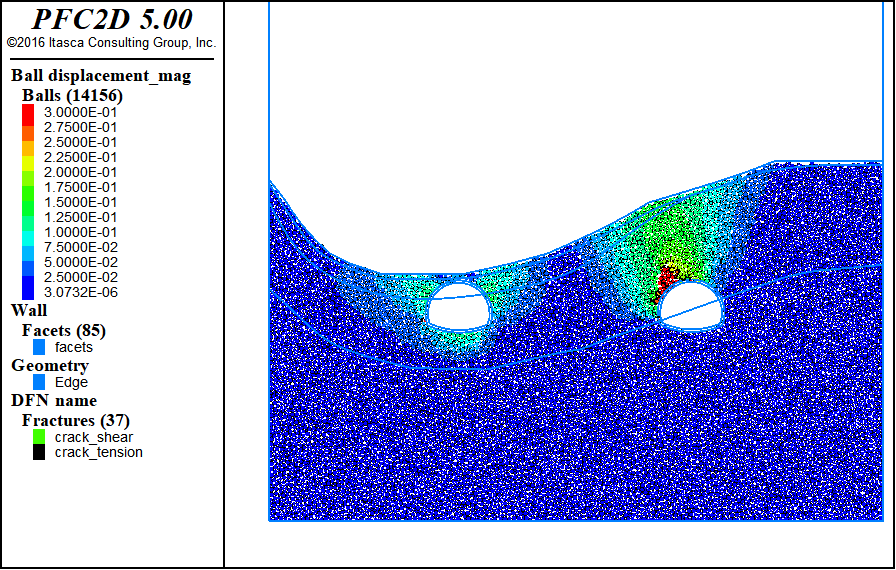 PFC2D 5.00
©2016 Itasca Consulting Group, Inc.
Ball displacement_mag
Balls (14156)
3.0000E-01
2.7500E-01
2.5000E-01
2.2500E-01
2.0000E-01
1.7500E-01
1.5000E-01
1.2500E-01
1.0000E-01
7.5000E-02
5.0000E-02
2.5000E-02
3.0732E-06
Wall
Facets (85)
facets
Geometry
Edge
DFN name
Fractures (37)
crack_shear
crack_tension